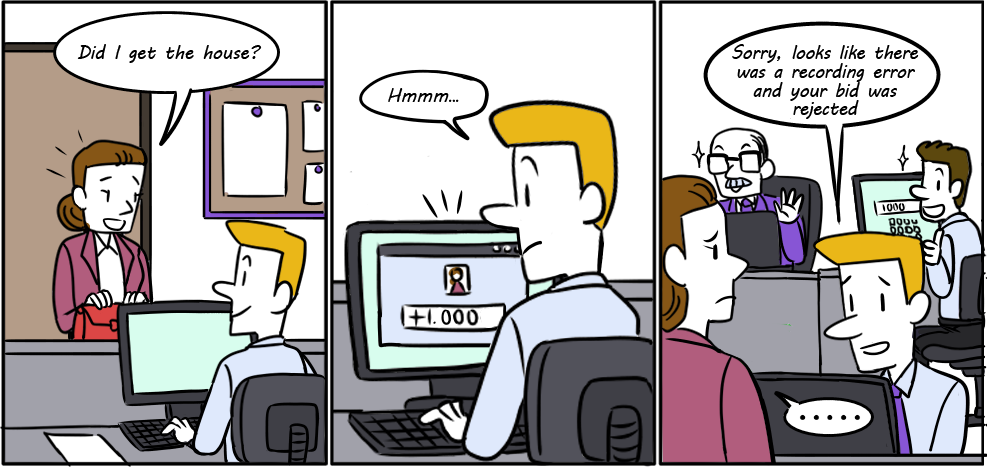 Did I get the house?
Hmmm...
+1.000
Sorry, looks like there
was a recording error
and your bid was
rejected
1000
.....